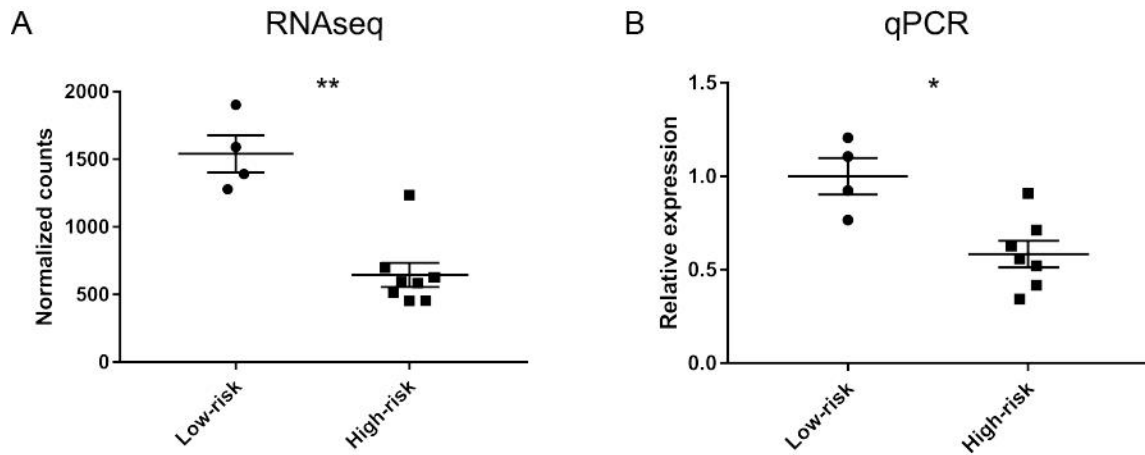 A
RNAseq
**
Normalized counts
2000
1500
1000
500
0
Low-risk
High-risk
B
qPCR
*
Relative expression
1.5
1.0
0.5
0.0
Low-risk
High-risk